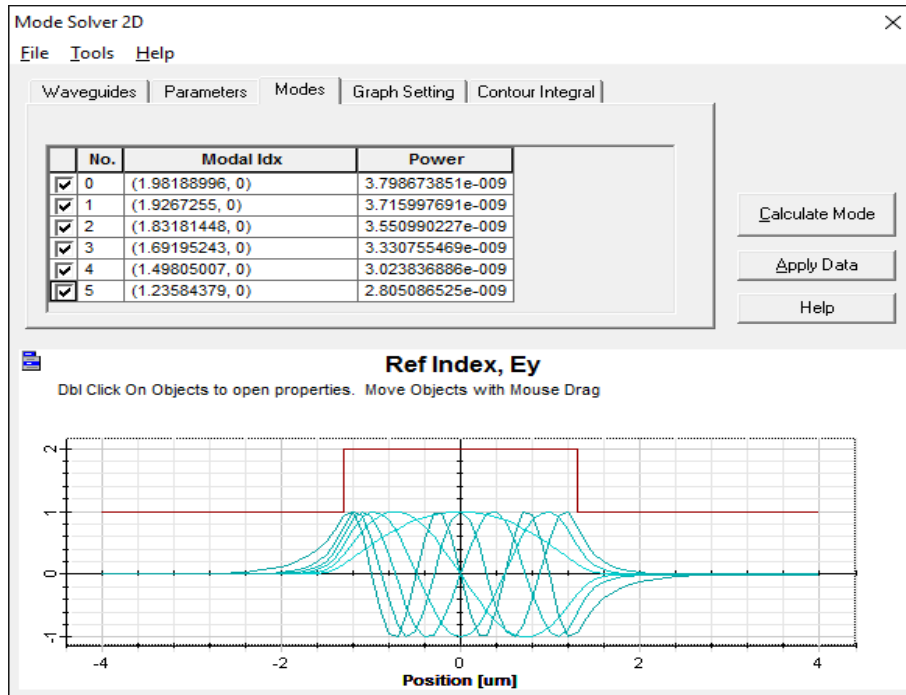 Mode Solver 2D
File Tools Help
Waveguides Parameters Modes Graph Setting Contour Integral
No. Modal Idx Power
0 (1.98188996, 0) 3.798673851e-009
1 (1.9267255, 0) 3.715997691e-009
2 (1.83181448, 0) 3.550990227e-009
3 (1.69195243, 0) 3.330755469e-009
4 (1.49805007, 0) 3.023836886e-009
5 (1.23584379, 0) 2.805086525e-009
Calculate Mode
Apply Data
Help
Ref Index, Ey
Dbl Click On Objects to open properties. Move Objects with Mouse Drag
2
1
0
-1
-4 -2 0 2 4
Position [um]